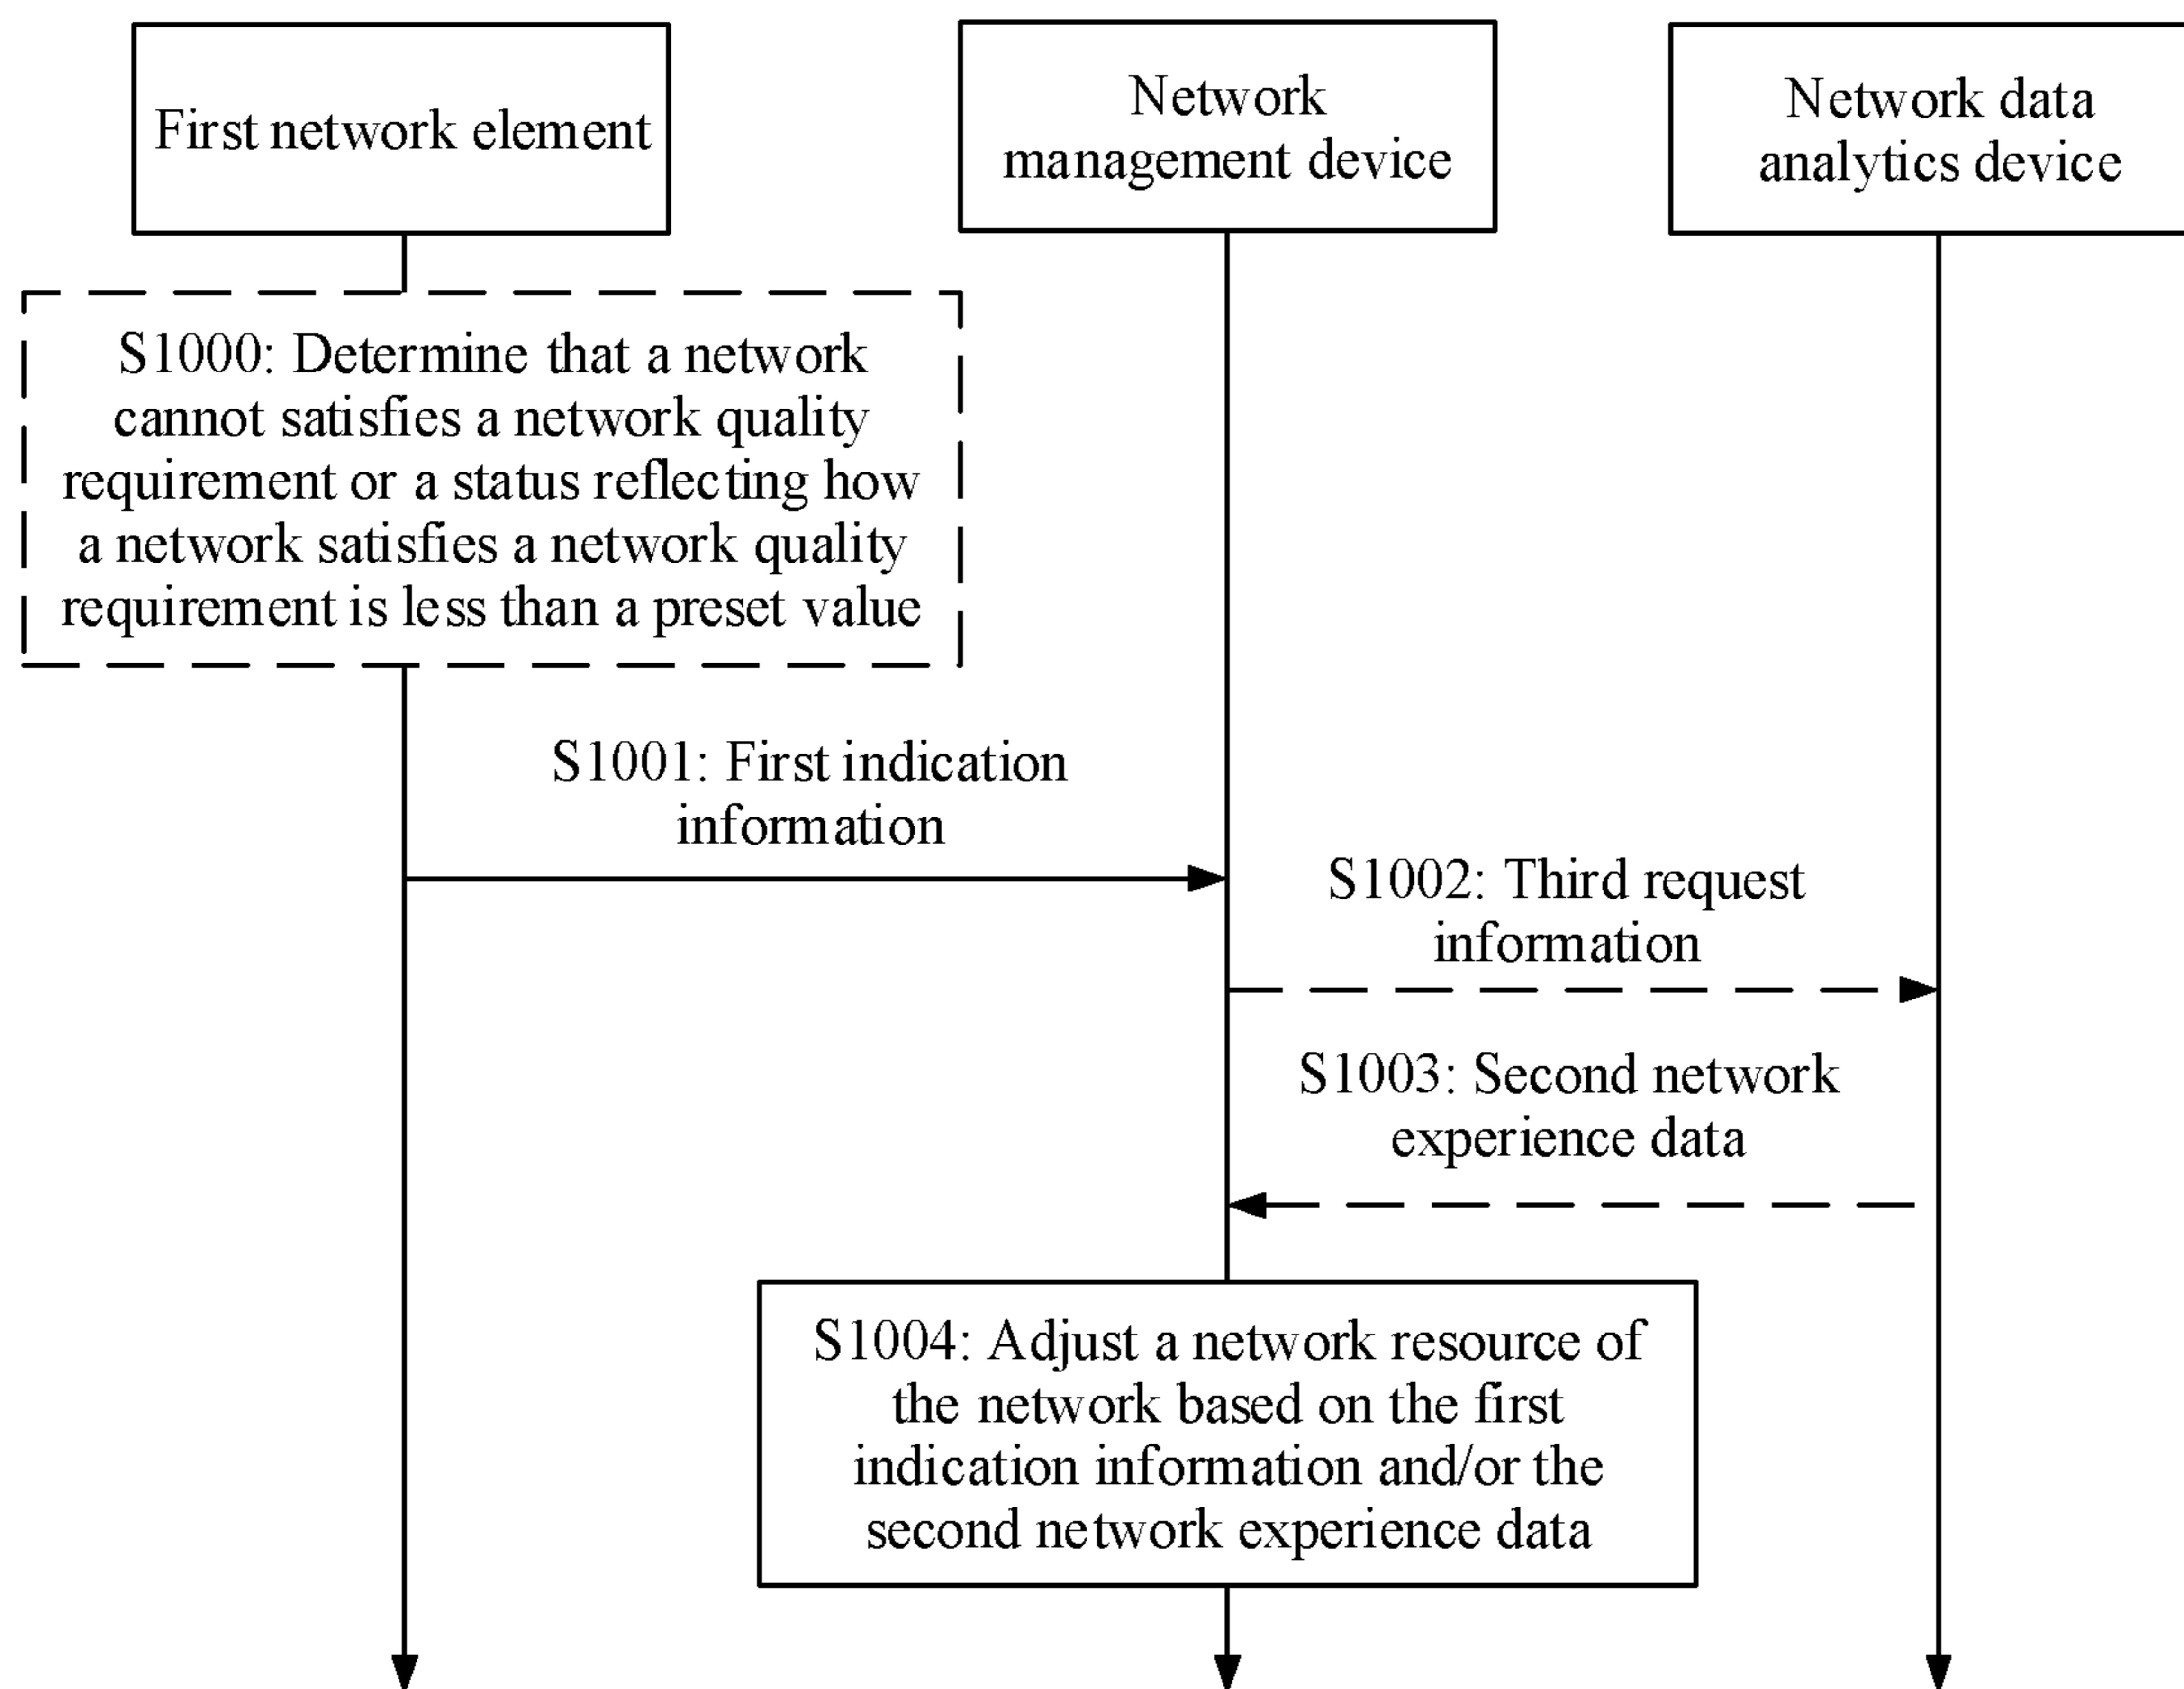 First network element
Network
management device
Network data
analytics device
S1000: Determine that a network
cannot satisfies a network quality
requirement or a status reflecting how
a network satisfies a network quality
requirement is less than a preset value
S1001: First indication
information
S1002: Third request
information
S1003: Second network
experience data
S1004: Adjust a network resource of
the network based on the first
indication information and/or the
second network experience data